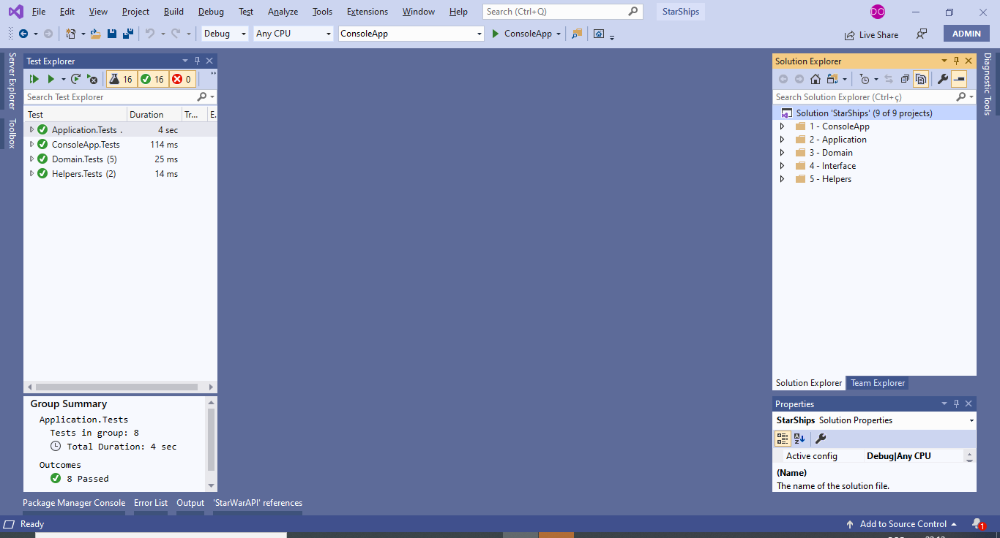 File Edit View Project Build Debug Test Analyze Tools Extensions Window Help Search (Ctrl+Q) StarShips DO
Debug Any CPU ConsoleApp ConsoleApp Live Share ADMIN
Server Explorer
Toolbox
Test Explorer
16 16 0
Search Test Explorer
Test Duration Tr... E.
Application.Tests . 4 sec
ConsoleApp.Tests 114 ms
Domain.Tests (5) 25 ms
Helpers.Tests (2) 14 ms
Group Summary
Application.Tests
Tests in group: 8
Total Duration: 4 sec
Outcomes
8 Passed
Solution Explorer
Search Solution Explorer (Ctrl+ç)
Solution 'StarShips' (9 of 9 projects)
1 - ConsoleApp
2 - Application
3 - Domain
4 - Interface
5 - Helpers
Solution Explorer Team Explorer
Properties
StarShips Solution Properties
Active config Debug|Any CPU
(Name)
The name of the solution file.
Diagnostic Tools
Package Manager Console Error List Output 'StarWarAPI' references
Ready Add to Source Control 1